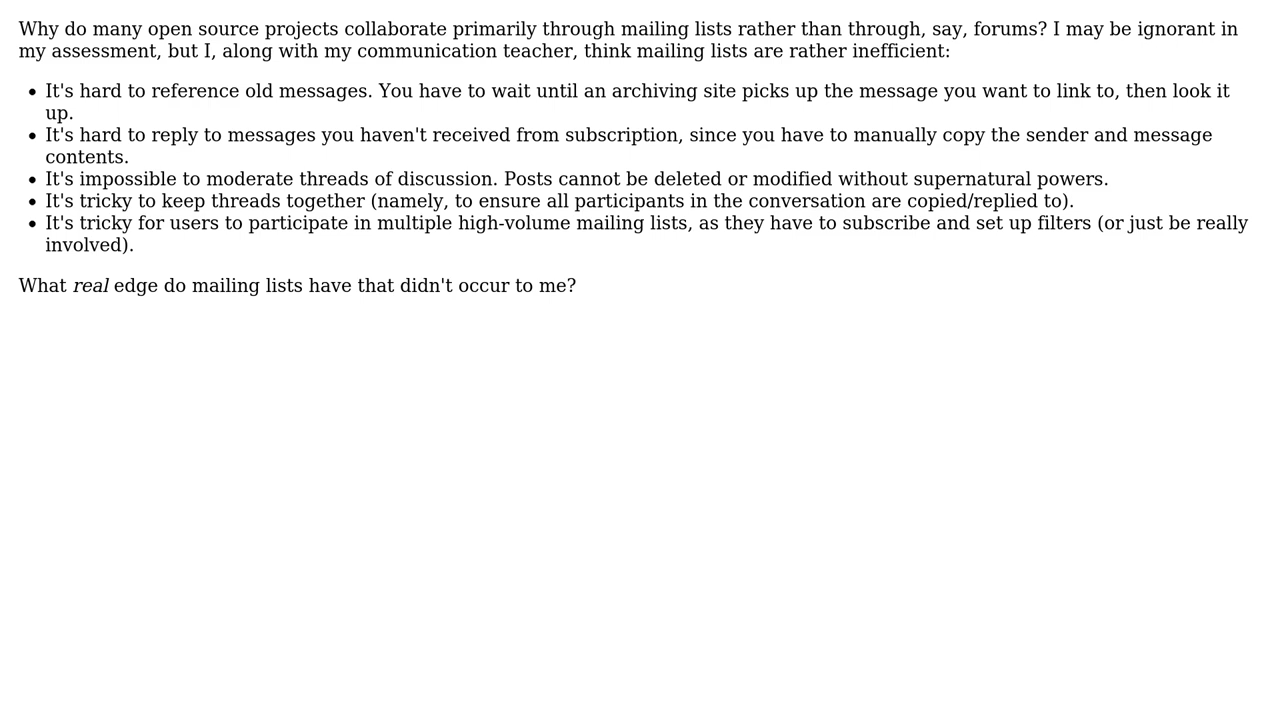 Why do many open source projects collaborate primarily through mailing lists rather than through, say, forums? I may be ignorant in
my assessment, but I, along with my communication teacher, think mailing lists are rather inefficient:
• It's hard to reference old messages. You have to wait until an archiving site picks up the message you want to link to, then look it
up.
• It's hard to reply to messages you haven't received from subscription, since you have to manually copy the sender and message
contents.
• It's impossible to moderate threads of discussion. Posts cannot be deleted or modified without supernatural powers.
• It's tricky to keep threads together (namely, to ensure all participants in the conversation are copied/replied to).
• It's tricky for users to participate in multiple high-volume mailing lists, as they have to subscribe and set up filters (or just be really
involved).
What real edge do mailing lists have that didn't occur to me?